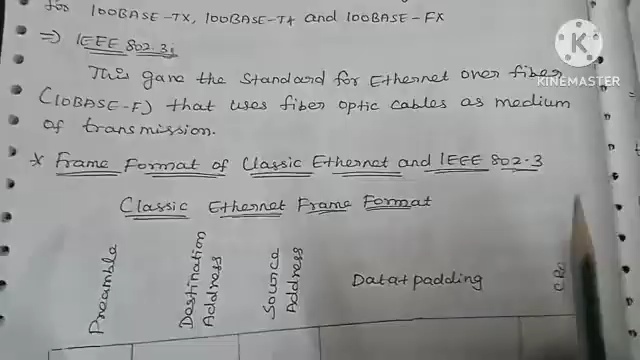 for 100BASE-TX, 100BASE-T4 and 100BASE-FX
⇒ IEEE 802.3i
This gave the standard for Ethernet over fiber
(10BASE-F) that uses fiber optic cables as medium
of transmission.
* Frame Format of Classic Ethernet and IEEE 802.3
Classic Ethernet Frame Format
Preamble
Destination
Address
Source
Address
Data+padding
CRC
KINEMASTER